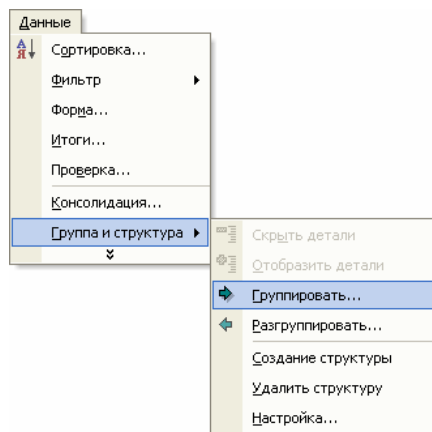 Данные
Сортировка...
Фильтр
Форма...
Итоги...
Проверка...
Консолидация...
Группа и структура
Скрыть детали
Отобразить детали
Группировать...
Разгруппировать...
Создание структуры
Удалить структуру
Настройка...